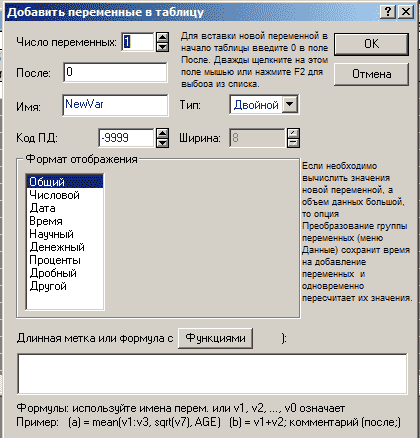 Добавить переменные в таблицу
Число переменных: 1
Для вставки новой переменной в
начало таблицы введите 0 в поле
После. Дважды щелкните на этом
поле мышью или нажмите F2 для
выбора из списка.
OK
Отмена
После: 0
Имя: NewVar
Тип: Двойной
Код ПД: -9999
Ширина: 8
Формат отображения
Общий
Числовой
Дата
Время
Научный
Денежный
Проценты
Дробный
Другой
Если необходимо
вычислить значения
новой переменной, а
объем данных большой,
то опция
Преобразование группы
переменных (меню
Данные) сохранит время
на добавление
переменных и
одновременно
пересчитает их значения.
Длинная метка или формула с Функциями ):
Формулы: используйте имена перем. или v1, v2, ..., v0 означает
Пример: (a) = mean(v1:v3, sqrt(v7), AGE) (b) = v1+v2; комментарий (после;)